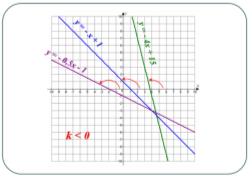 y = - x + 1
y = - 4x + 15
y = - 0,5x - 1
k < 0